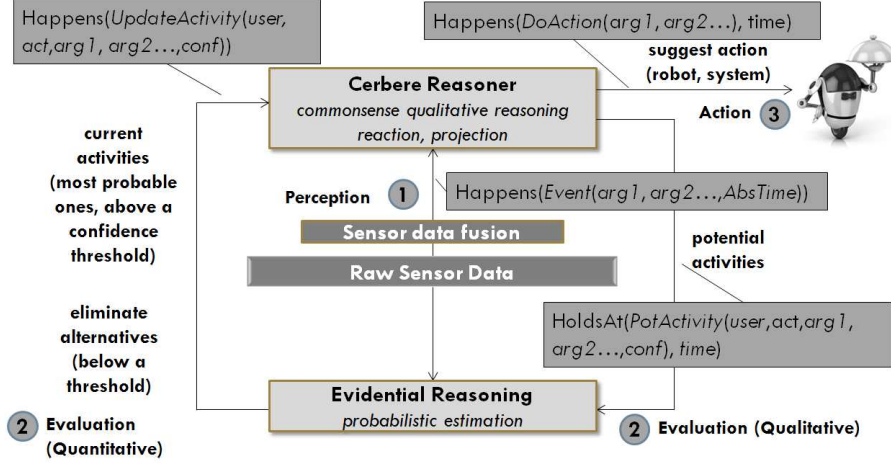 Happens(UpdateActivity(user,
act,arg1, arg2...,conf))
Happens(DoAction(arg1, arg2...), time)
suggest action
(robot, system)
Cerbere Reasoner
commonsense qualitative reasoning
reaction, projection
Action 3
current
activities
(most probable
ones, above a
confidence
threshold)
Perception 1
Happens(Event(arg1, arg2...,AbsTime))
Sensor data fusion
Raw Sensor Data
potential
activities
eliminate
alternatives
(below a
threshold)
HoldsAt(PotActivity(user,act,arg1,
arg2...,conf), time)
Evidential Reasoning
probabilistic estimation
2 Evaluation
(Quantitative)
2 Evaluation (Qualitative)